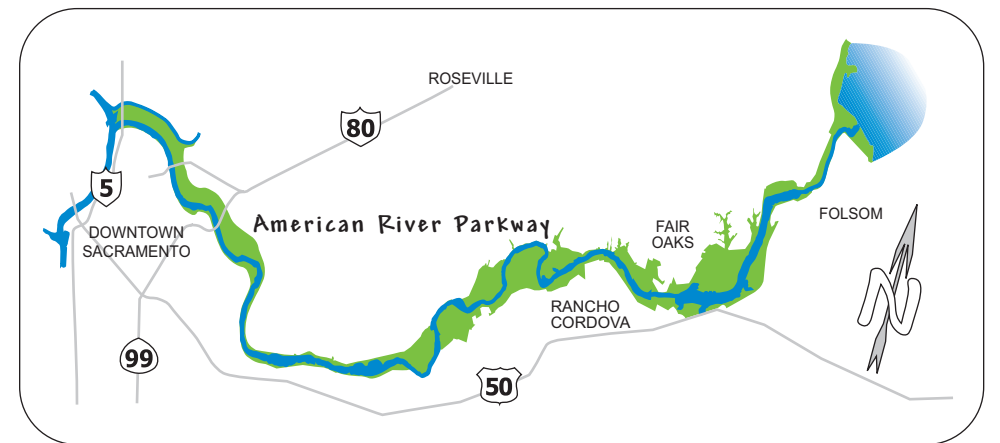 ROSEVILLE
80
5
American River Parkway
FOLSOM
DOWNTOWN
SACRAMENTO
FAIR
OAKS
RANCHO
CORDOVA
99
50
N